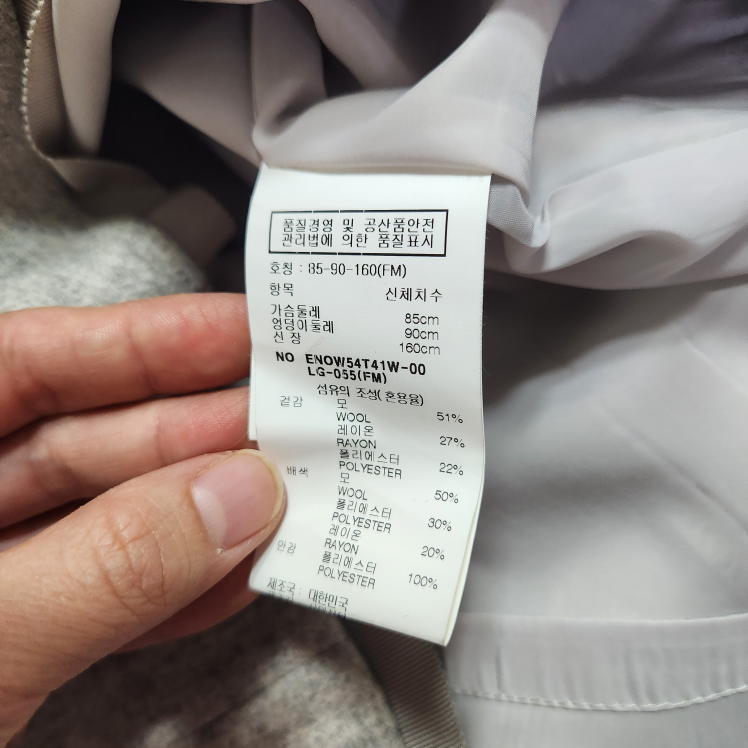 품질경영 및 공산품안전
관리법에 의한 품질표시
호칭 : 85-90-160(FM)
항목 신체치수
가슴둘레 85cm
엉덩이둘레 90cm
신 장 160cm
NO ENOW54T41W-00
LG-055(FM)
섬유의 조성(혼용율)
겉감 모
WOOL 51%
레이온
RAYON 27%
폴리에스터
POLYESTER 22%
배색 모
WOOL 50%
폴리에스터
POLYESTER 30%
레이온
RAYON 20%
안감 폴리에스터
POLYESTER 100%
제조국 : 대한민국